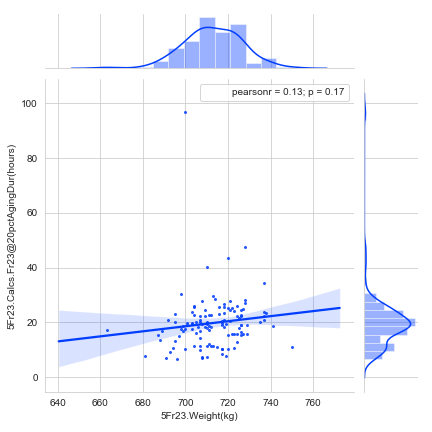 pearsonr = 0.13; p = 0.17
100
80
60
40
20
0
5Fr23.Calcs.Fr23@20pctAgingDur(hours)
640 660 680 700 720 740 760
5Fr23.Weight(kg)